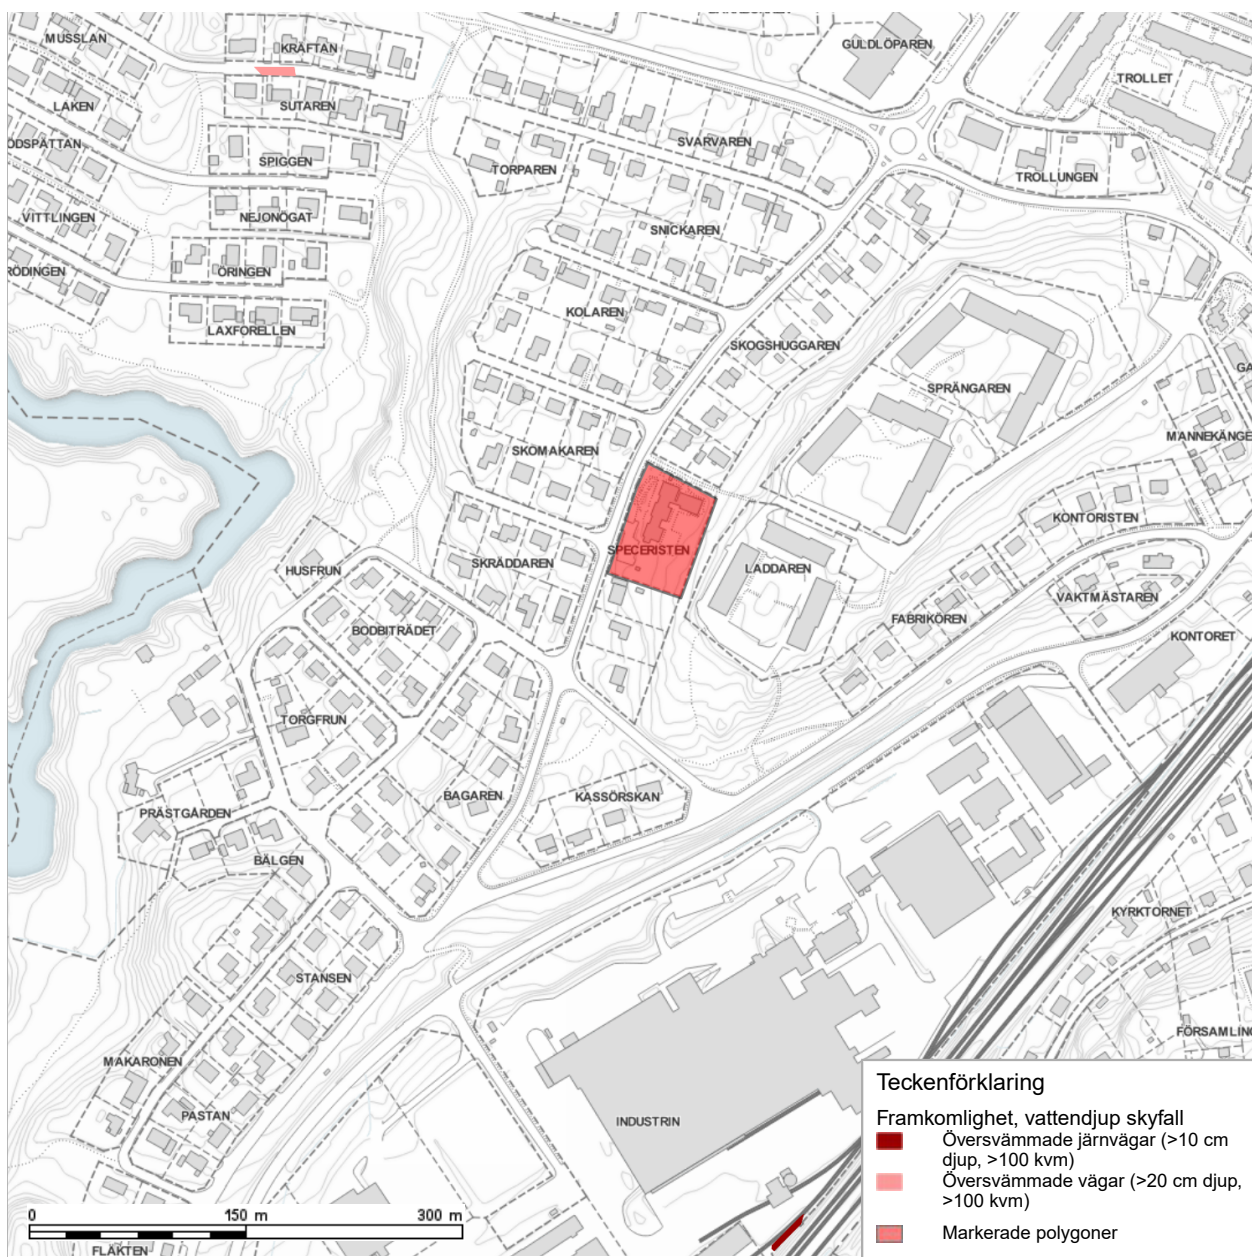 MUSSLAN
KRÄFTAN
GULDLÖPAREN
TROLLET
LAKEN
SUTAREN
SVARVAREN
SPIGGEN
TORPAREN
TROLLUNGEN
VITTLINGEN
NEJONÖGAT
SNICKAREN
RÖDINGEN
ÖRINGEN
KOLAREN
LAXFORELLEN
SKOGSHUGGAREN
SPRÄNGAREN
GA
MANNEKÄNGE
SKOMAKAREN
KONTORISTEN
SPECERISTEN
SKRÄDDAREN
LADDAREN
HUSFRUN
VAKTMÄSTAREN
FABRIKÖREN
BODBITRÄDET
KONTORET
TORGFRUN
BAGAREN
KASSÖRSKAN
PRÄSTGÅRDEN
BÄLGEN
KYRKTORNET
STANSEN
FÖRSAMLING
MAKARONEN
PASTAN
INDUSTRIN
FLÄKTEN
0 150 m 300 m
Teckenförklaring
Framkomlighet, vattendjup skyfall
Översvämmade järnvägar (>10 cm
djup, >100 kvm)
Översvämmade vägar (>20 cm djup,
>100 kvm)
Markerade polygoner